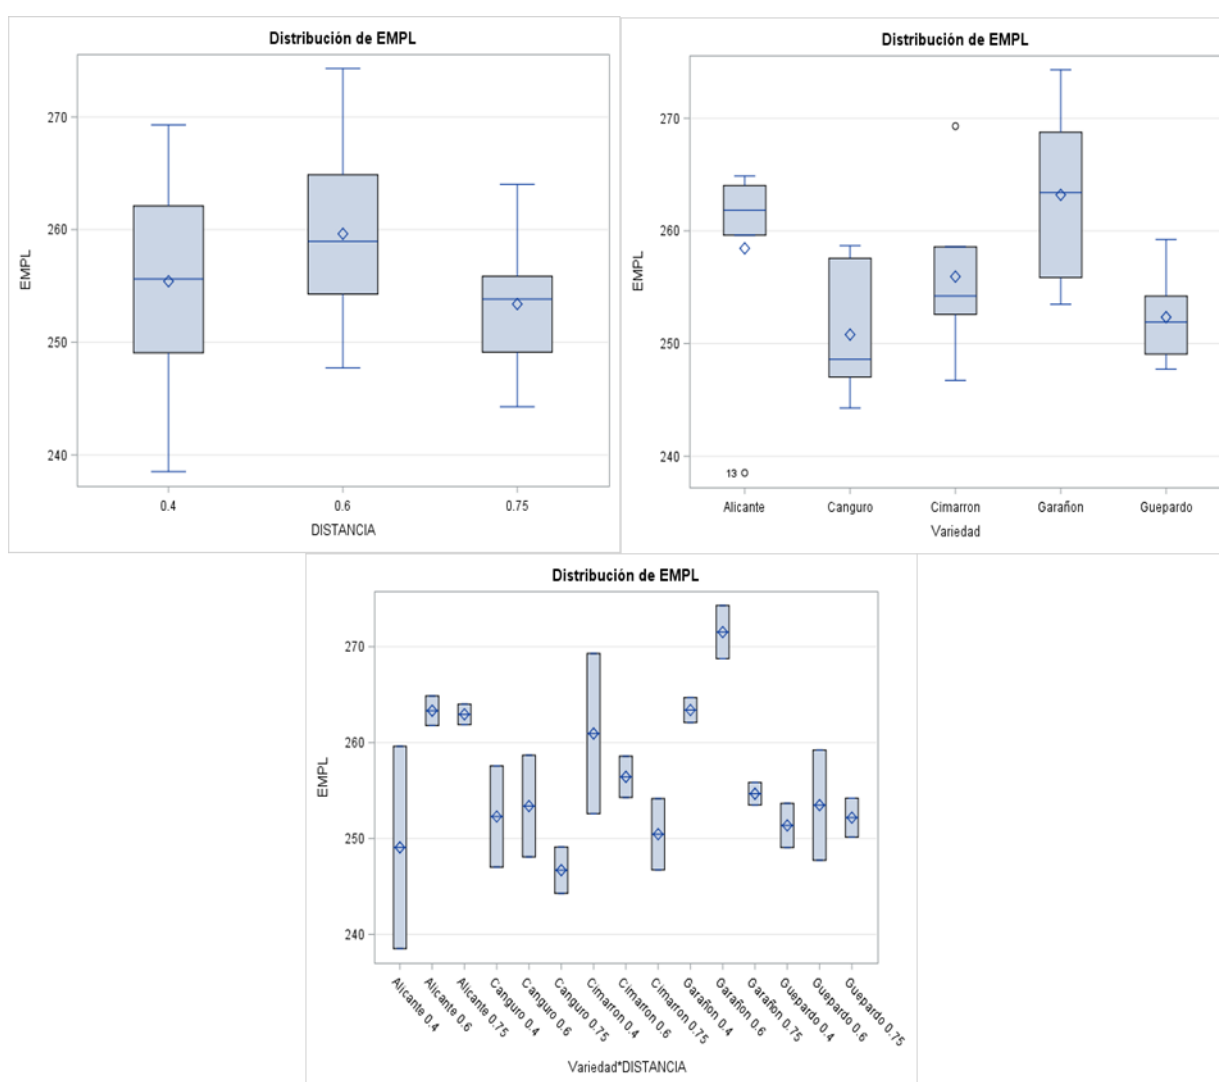 Distribución de EMPL
270
260
250
240
EMPL
0.4
0.6
0.75
DISTANCIA
Distribución de EMPL
270
260
250
240
EMPL
13
Alicante
Canguro
Cimarron
Garañon
Guepardo
Variedad
Distribución de EMPL
270
260
250
240
EMPL
Alicante 0.4
Alicante 0.6
Alicante 0.75
Canguro 0.4
Canguro 0.6
Canguro 0.75
Cimarron 0.4
Cimarron 0.6
Cimarron 0.75
Garañon 0.4
Garañon 0.6
Garañon 0.75
Guepardo 0.4
Guepardo 0.6
Guepardo 0.75
Variedad*DISTANCIA